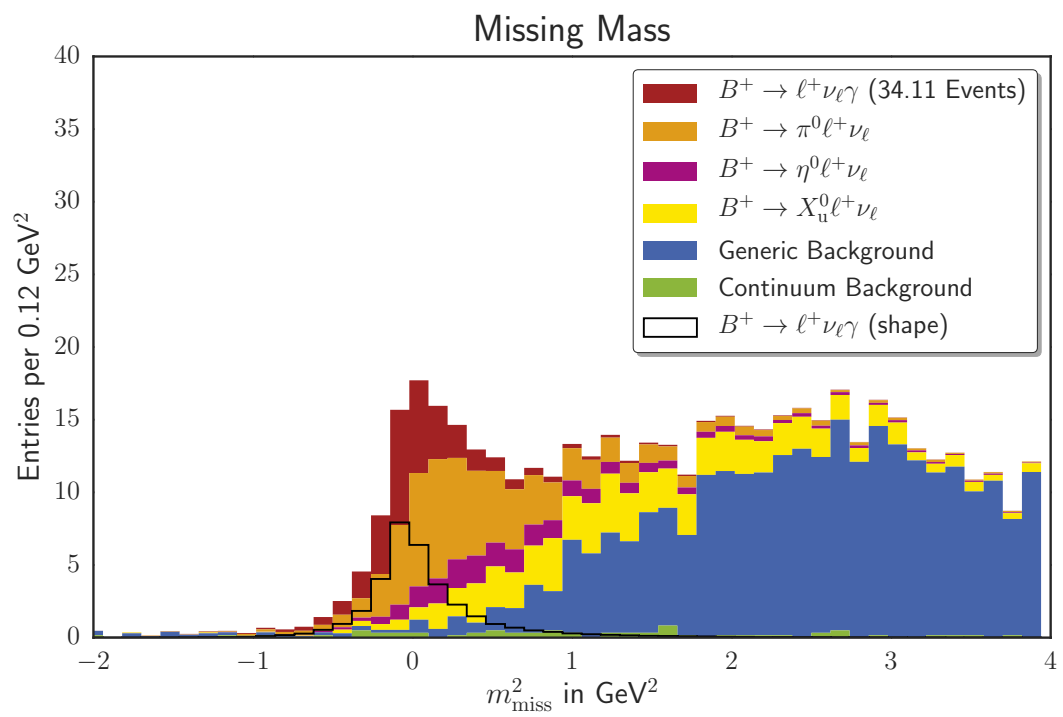 Missing Mass
40
35
30
25
20
15
10
5
0
Entries per 0.12 GeV²
B⁺ → ℓ⁺νℓγ (34.11 Events)
B⁺ → π⁰ℓ⁺νℓ
B⁺ → η⁰ℓ⁺νℓ
B⁺ → X⁰ᵤℓ⁺νℓ
Generic Background
Continuum Background
B⁺ → ℓ⁺νℓγ (shape)
−2 −1 0 1 2 3 4
m²miss in GeV²